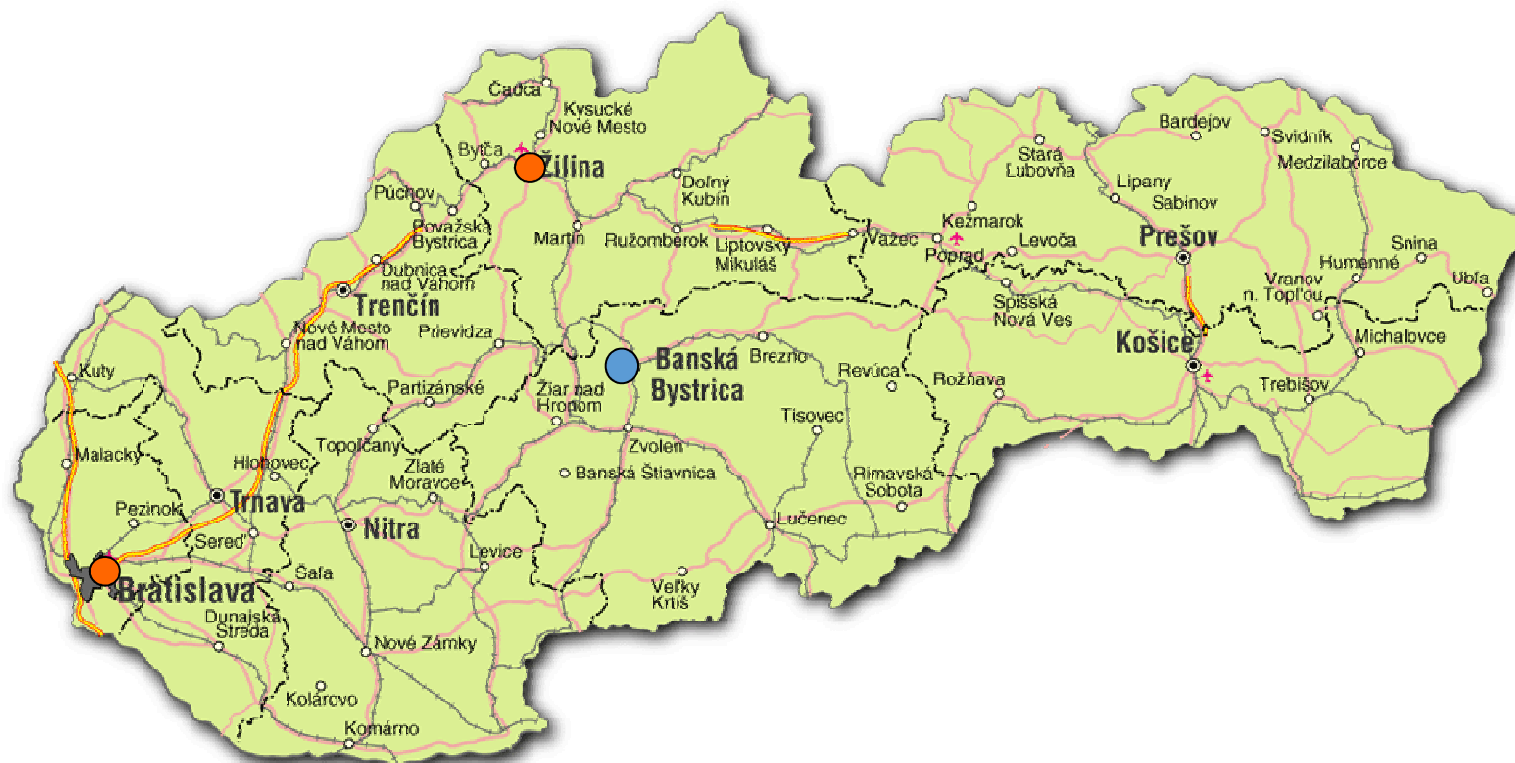 Čadca
Kysucké
Nové Mesto
Bytča
Žilina
Púchov
Považská
Bystrica
Martin
Dolný
Kubín
Ružomberok
Liptovský
Mikuláš
Važec
Poprad
Kežmarok
Levoča
Stará
Ľubovňa
Bardejov
Svidník
Medzilaborce
Lipany
Sabinov
Prešov
Snina
Humenné
Ubľa
Vranov
n. Topľou
Michalovce
Spišská
Nová Ves
Košice
Trebišov
Dubnica
nad Váhom
Trenčín
Nové Mesto
nad Váhom
Prievidza
Partizánské
Žiar nad
Hronom
Banská
Bystrica
Brezno
Revúca
Rožňava
Tisovec
Kuty
Malacky
Topoľčany
Zvolen
Hlohovec
Zlaté
Moravce
Banská Štiavnica
Rimavská
Sobota
Pezinok
Trnava
Nitra
Lučenec
Sereď
Levice
Šaľa
Bratislava
Veľký
Krtíš
Dunajská
Streda
Nové Zámky
Kolárovo
Komárno